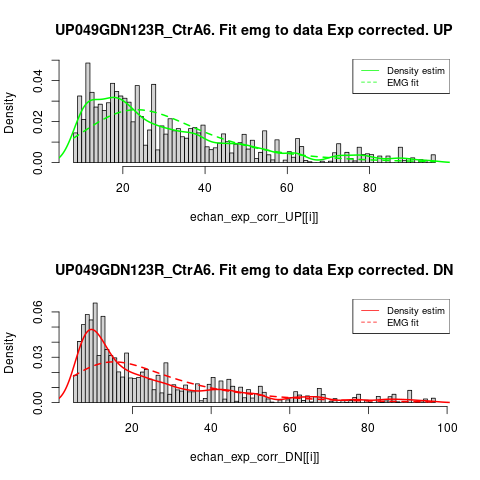 UP049GDN123R_CtrA6. Fit emg to data Exp corrected. UP
Density
0.00 0.02 0.04
Density estim
EMG fit
20 40 60 80
echan_exp_corr_UP[[i]]
UP049GDN123R_CtrA6. Fit emg to data Exp corrected. DN
Density
0.00 0.03 0.06
Density estim
EMG fit
20 40 60 80 100
echan_exp_corr_DN[[i]]